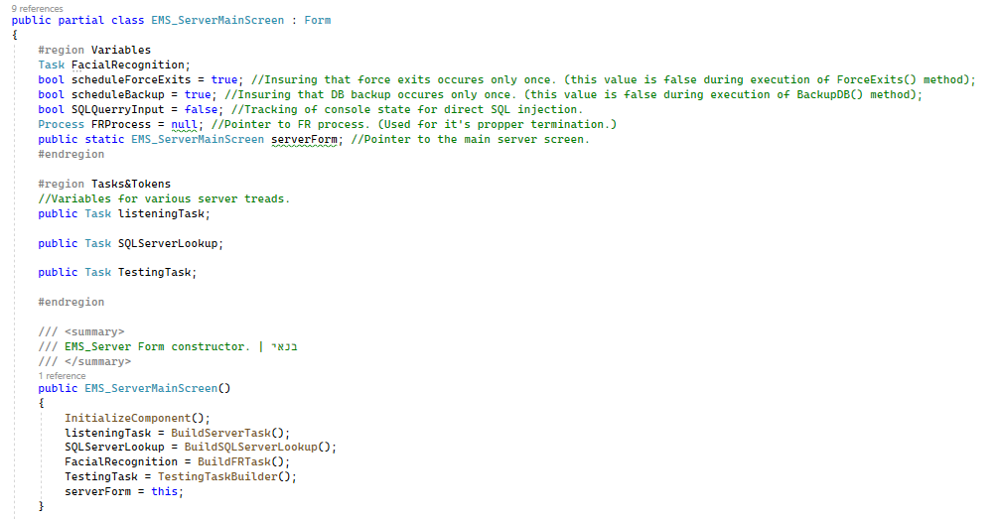 9 references
public partial class EMS_ServerMainScreen : Form
{
#region Variables
Task FacialRecognition;
bool scheduleForceExits = true; //Insuring that force exits occures only once. (this value is false during execution of ForceExits() method);
bool scheduleBackup = true; //Insuring that DB backup occures only once. (this value is false during execution of BackupDB() method);
bool SQLQuerryInput = false; //Tracking of console state for direct SQL injection.
Process FRProcess = null; //Pointer to FR process. (Used for it's propper termination.)
public static EMS_ServerMainScreen serverForm; //Pointer to the main server screen.
#endregion
#region Tasks&Tokens
//Variables for various server treads.
public Task listeningTask;
public Task SQLServerLookup;
public Task TestingTask;
#endregion
/// <summary>
/// EMS_Server Form constructor. | בנאי
/// </summary>
1 reference
public EMS_ServerMainScreen()
{
InitializeComponent();
listeningTask = BuildServerTask();
SQLServerLookup = BuildSQLServerLookup();
FacialRecognition = BuildFRTask();
TestingTask = TestingTaskBuilder();
serverForm = this;
}